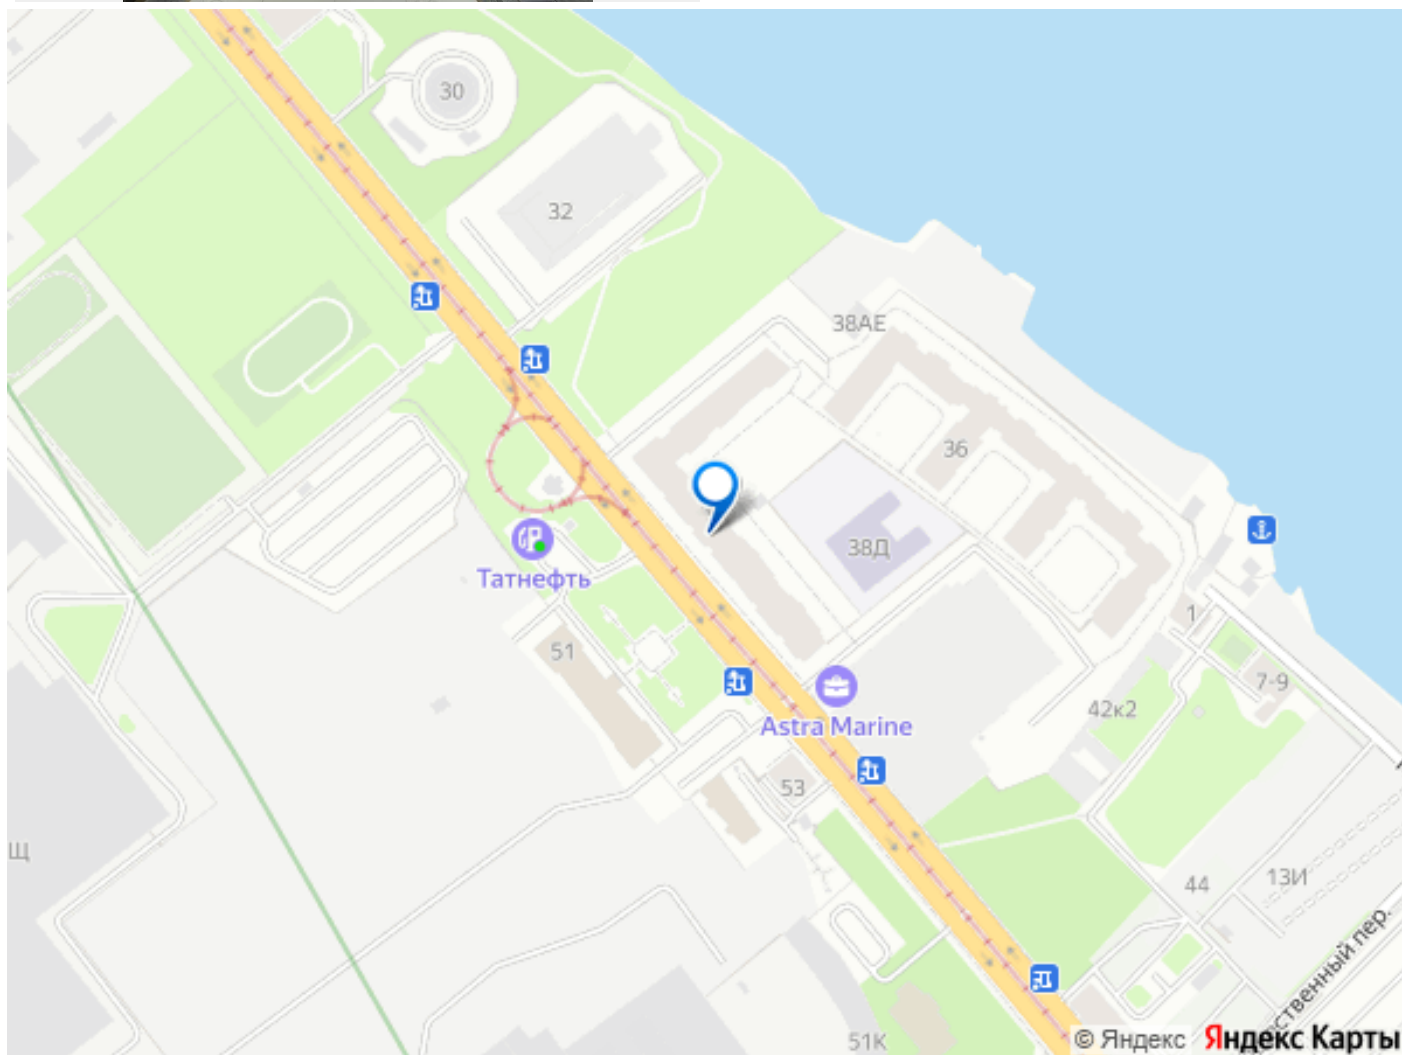 30
32
38АЕ
36
38Д
Татнефть
51
1
7-9
42к2
Astra Marine
53
Щ
44
13И
ственный пер.
51К
© Яндекс Яндекс Карты